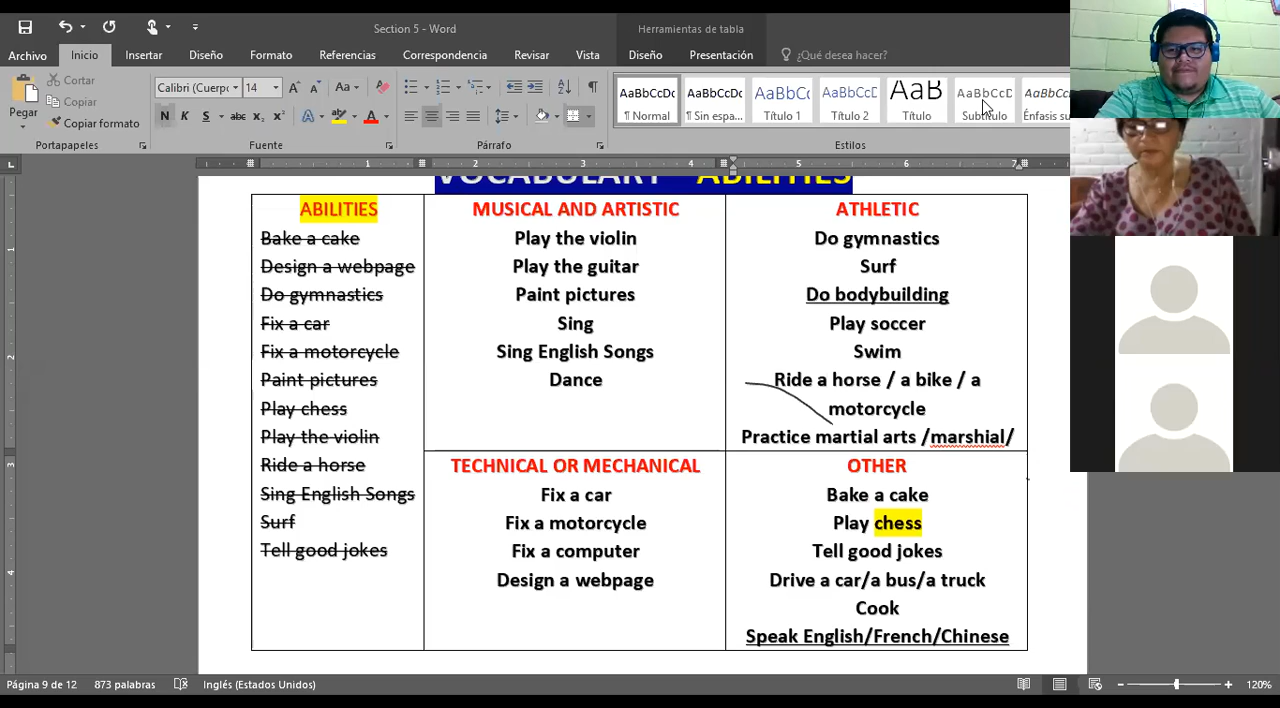 Section 5 - Word
Herramientas de tabla
Archivo
Inicio
Insertar
Diseño
Formato
Referencias
Correspondencia
Revisar
Vista
Diseño
Presentación
¿Qué desea hacer?
Pegar
Cortar
Copiar
Copiar formato
Portapapeles
Calibri (Cuerpo
14
Aa
N K S abc x₂ x²
Fuente
Párrafo
AaBbCcDc
¶ Normal
AaBbCcDc
¶ Sin espa...
AaBbCc
Título 1
AaBbCcD
Título 2
AaB
Título
AaBbCcD
Subtítulo
AaBbCcD
Énfasis su
Estilos
VOCABULARY ABILITIES
ABILITIES
Bake a cake
Design a webpage
Do gymnastics
Fix a car
Fix a motorcycle
Paint pictures
Play chess
Play the violin
Ride a horse
Sing English Songs
Surf
Tell good jokes
MUSICAL AND ARTISTIC
Play the violin
Play the guitar
Paint pictures
Sing
Sing English Songs
Dance
ATHLETIC
Do gymnastics
Surf
Do bodybuilding
Play soccer
Swim
Ride a horse / a bike / a
motorcycle
Practice martial arts /marshial/
TECHNICAL OR MECHANICAL
Fix a car
Fix a motorcycle
Fix a computer
Design a webpage
OTHER
Bake a cake
Play chess
Tell good jokes
Drive a car/a bus/a truck
Cook
Speak English/French/Chinese
Página 9 de 12
873 palabras
Inglés (Estados Unidos)
120%